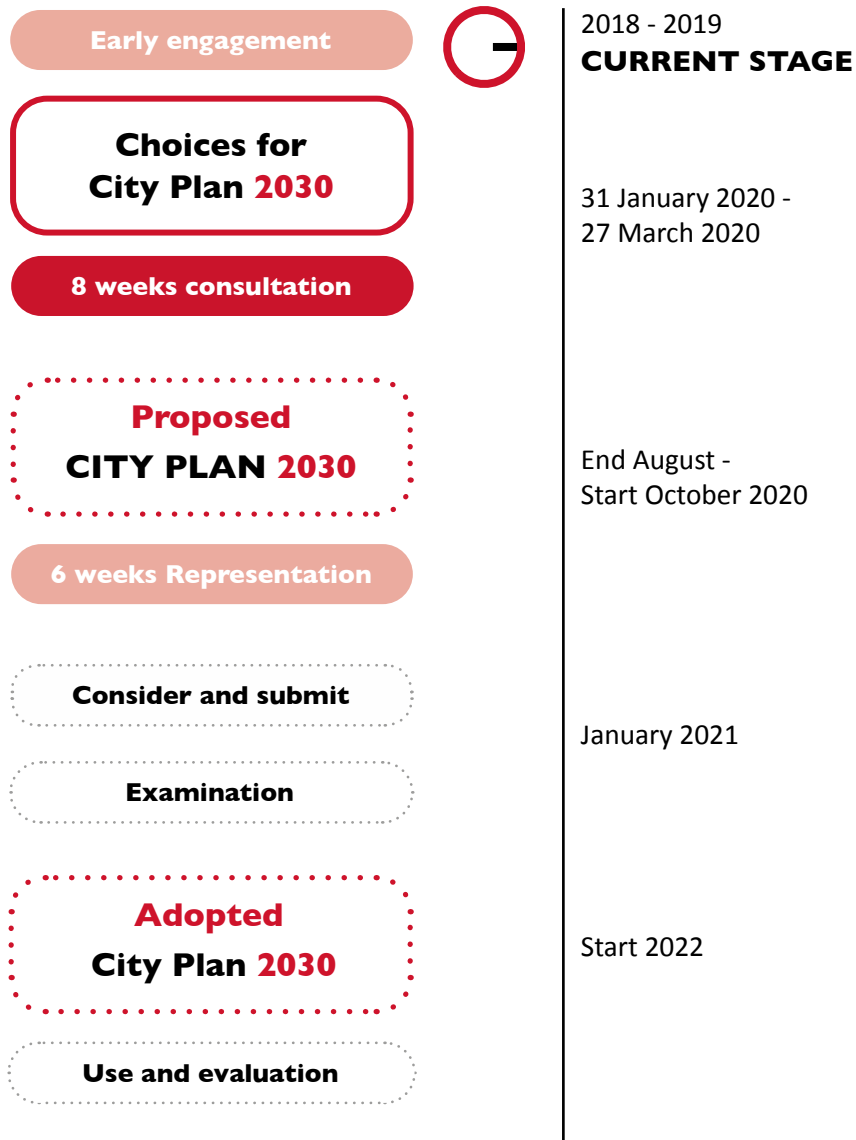 Early engagement
2018 - 2019
CURRENT STAGE
Choices for
City Plan 2030
31 January 2020 -
27 March 2020
8 weeks consultation
Proposed
CITY PLAN 2030
End August -
Start October 2020
6 weeks Representation
Consider and submit
January 2021
Examination
Adopted
City Plan 2030
Start 2022
Use and evaluation